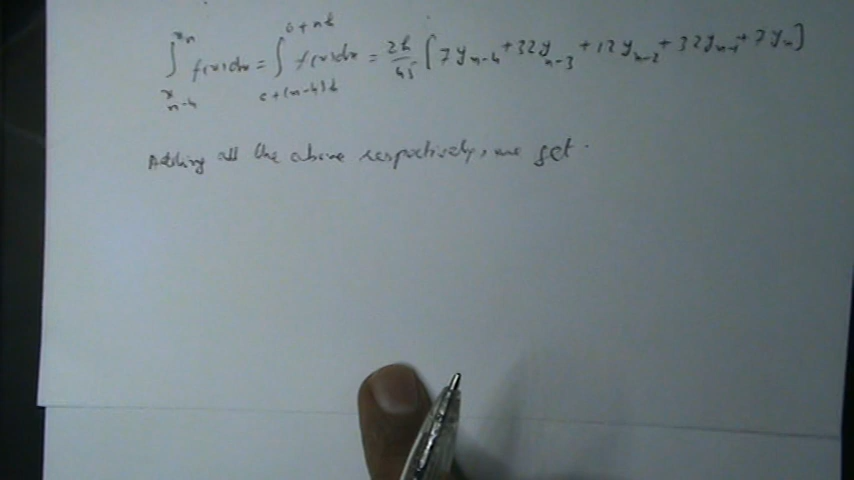 ∫_{x_{n-4}}^{x_n} f(x)dx = ∫_{c+(n-4)h}^{c+nh} f(x)dx = 2h/45 [7y_{n-4} + 32y_{n-3} + 12y_{n-2} + 32y_{n-1} + 7y_n]
Adding all the above respectively, we get.